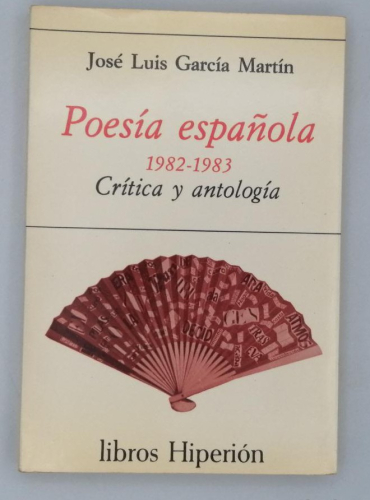 José Luis García Martín
Poesía española
1982-1983
Crítica y antología
libros Hiperión